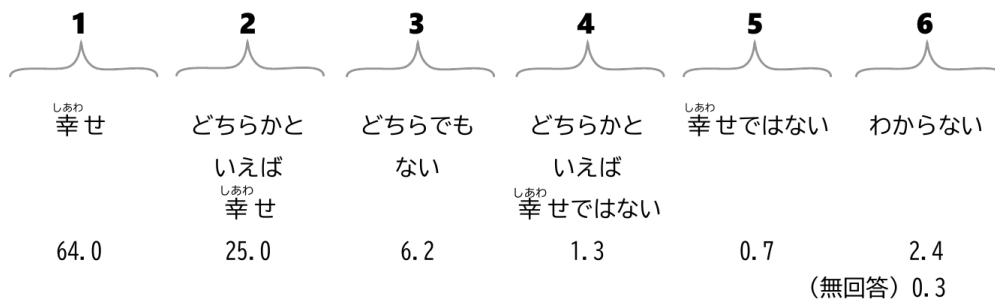 1 2 3 4 5 6
しあわ しあわ
幸せ どちらかと どちらでも どちらかと 幸せではない わからない
いえば ない いえば
しあわ しあわ
幸せ 幸せではない
64.0 25.0 6.2 1.3 0.7 2.4
（無回答）0.3